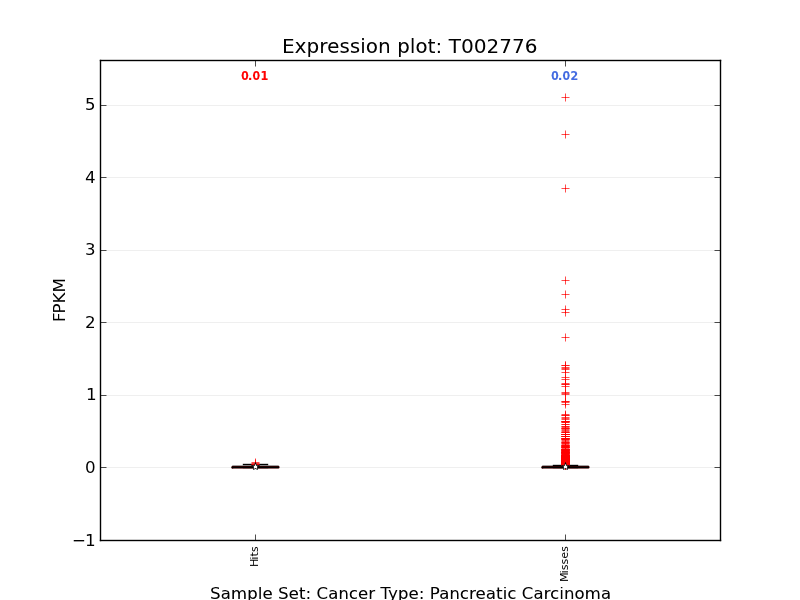 Expression plot: T002776
0.01
0.02
5
4
3
2
1
0
−1
FPKM
Hits
Misses
Sample Set: Cancer Type: Pancreatic Carcinoma